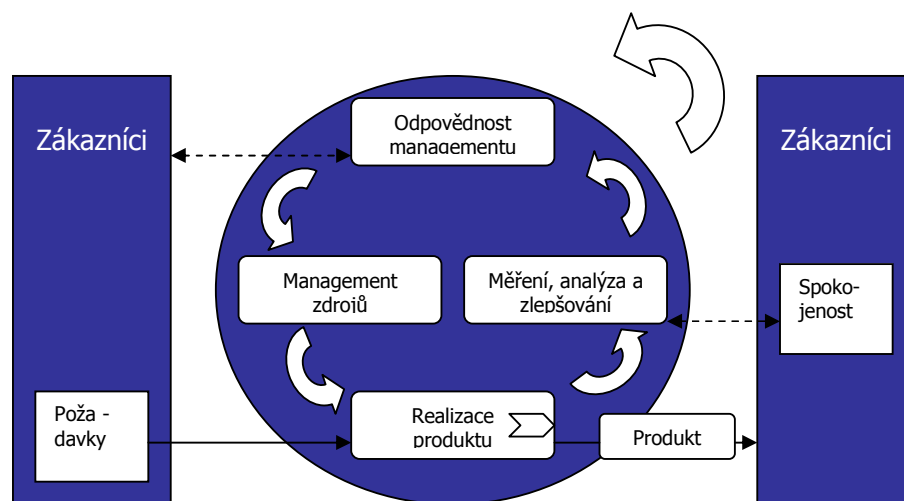 Zákazníci
Odpovědnost
managementu
Zákazníci
Management
zdrojů
Měření, analýza a
zlepšování
Spoko-
jenost
Poža -
davky
Realizace
produktu
Produkt